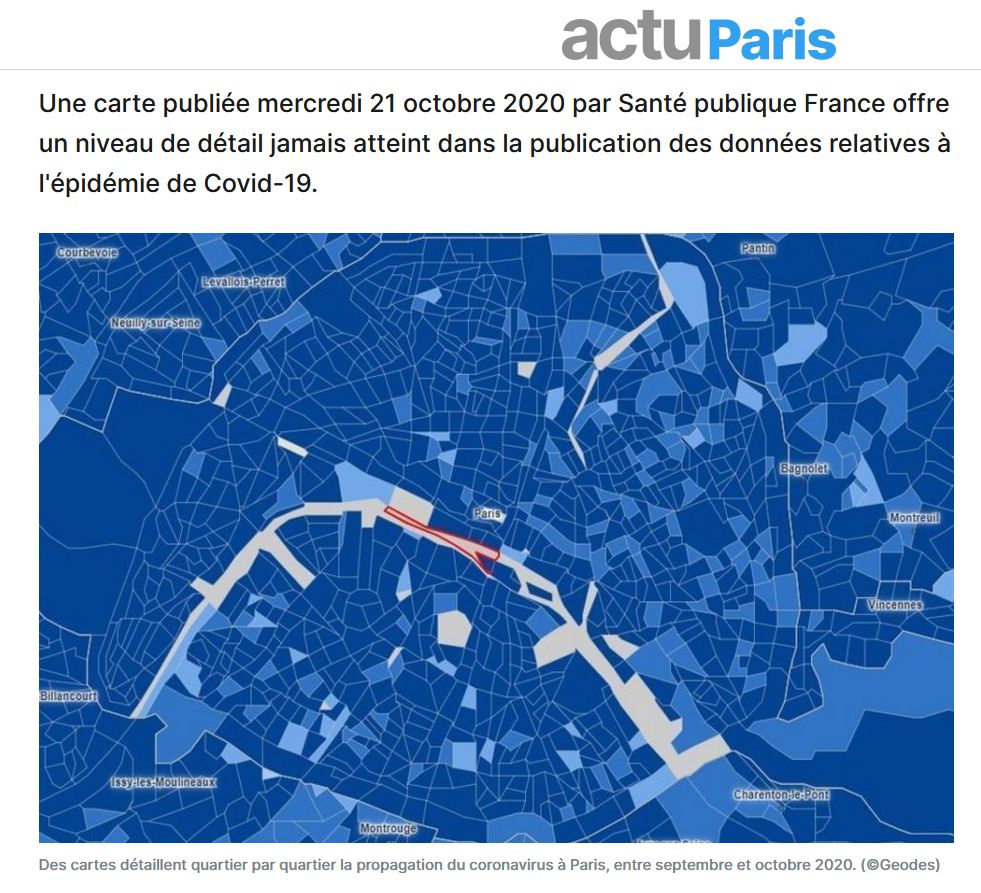 actu Paris
Une carte publiée mercredi 21 octobre 2020 par Santé publique France offre
un niveau de détail jamais atteint dans la publication des données relatives à
l'épidémie de Covid-19.
Courbevoie
Pantin
Levallois-Perret
Neuilly-sur-Seine
Bagnolet
Paris
Montreuil
Vincennes
Billancourt
Issy-les-Moulineaux
Charenton-le-Pont
Montrouge
Des cartes détaillent quartier par quartier la propagation du coronavirus à Paris, entre septembre et octobre 2020. (©Geodes)